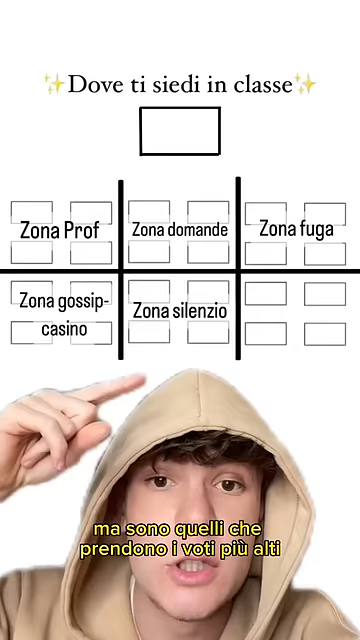 ✨Dove ti siedi in classe✨
Zona Prof
Zona domande
Zona fuga
Zona gossip-
casino
Zona silenzio
ma sono quelli che
prendono i voti più alti